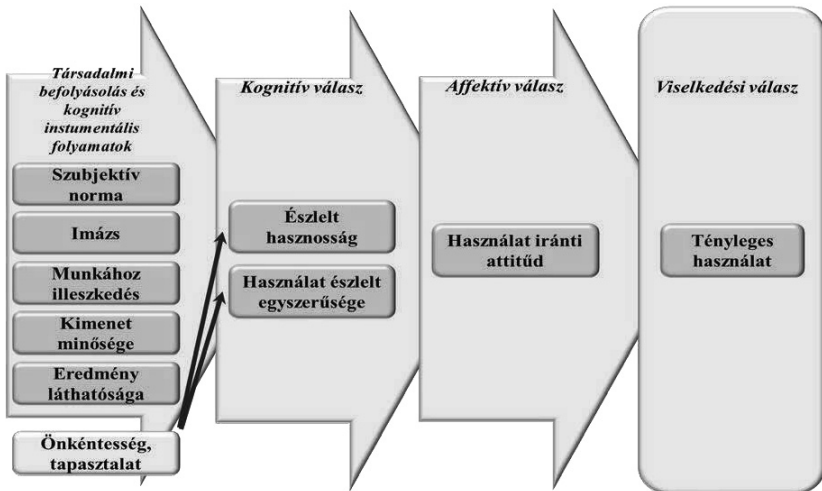 Társadalmi
befolyásolás és
kognitív
instumentális
folyamatok
Szubjektív
norma
Imázs
Munkához
illeszkedés
Kimenet
minősége
Eredmény
láthatósága
Önkéntesség,
tapasztalat
Kognitív válasz
Észlelt
hasznosság
Használat észlelt
egyszerűsége
Affektív válasz
Használat iránti
attitűd
Viselkedési válasz
Tényleges
használat